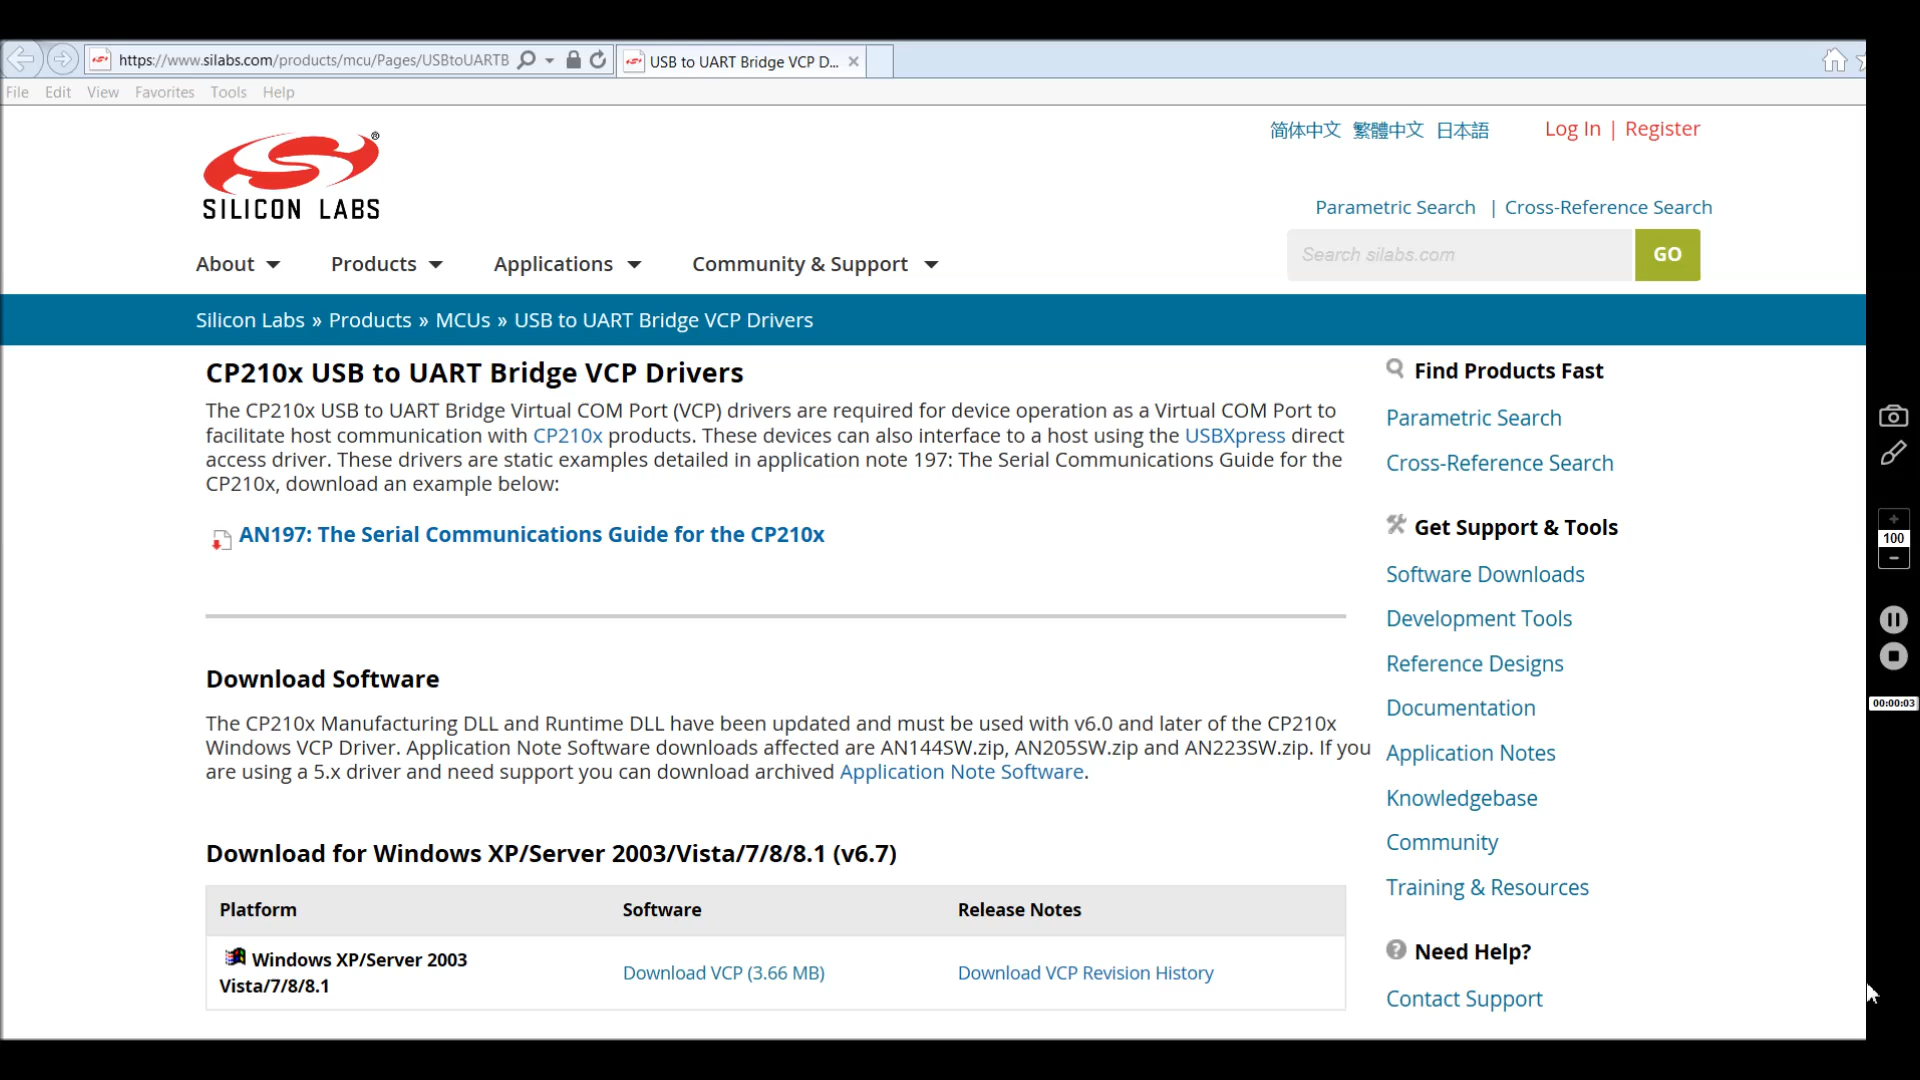 https://www.silabs.com/products/mcu/Pages/USBtoUARTB
USB to UART Bridge VCP D...
File Edit View Favorites Tools Help
简体中文 繁體中文 日本語 Log In | Register
SILICON LABS
®
Parametric Search | Cross-Reference Search
Search silabs.com GO
About Products Applications Community & Support
Silicon Labs » Products » MCUs » USB to UART Bridge VCP Drivers
CP210x USB to UART Bridge VCP Drivers
The CP210x USB to UART Bridge Virtual COM Port (VCP) drivers are required for device operation as a Virtual COM Port to
facilitate host communication with CP210x products. These devices can also interface to a host using the USBXpress direct
access driver. These drivers are static examples detailed in application note 197: The Serial Communications Guide for the
CP210x, download an example below:
AN197: The Serial Communications Guide for the CP210x
Download Software
The CP210x Manufacturing DLL and Runtime DLL have been updated and must be used with v6.0 and later of the CP210x
Windows VCP Driver. Application Note Software downloads affected are AN144SW.zip, AN205SW.zip and AN223SW.zip. If you
are using a 5.x driver and need support you can download archived Application Note Software.
Download for Windows XP/Server 2003/Vista/7/8/8.1 (v6.7)
Platform Software Release Notes
Windows XP/Server 2003
Vista/7/8/8.1
Download VCP (3.66 MB) Download VCP Revision History
Find Products Fast
Parametric Search
Cross-Reference Search
Get Support & Tools
Software Downloads
Development Tools
Reference Designs
Documentation
Application Notes
Knowledgebase
Community
Training & Resources
Need Help?
Contact Support
100
00:00:03